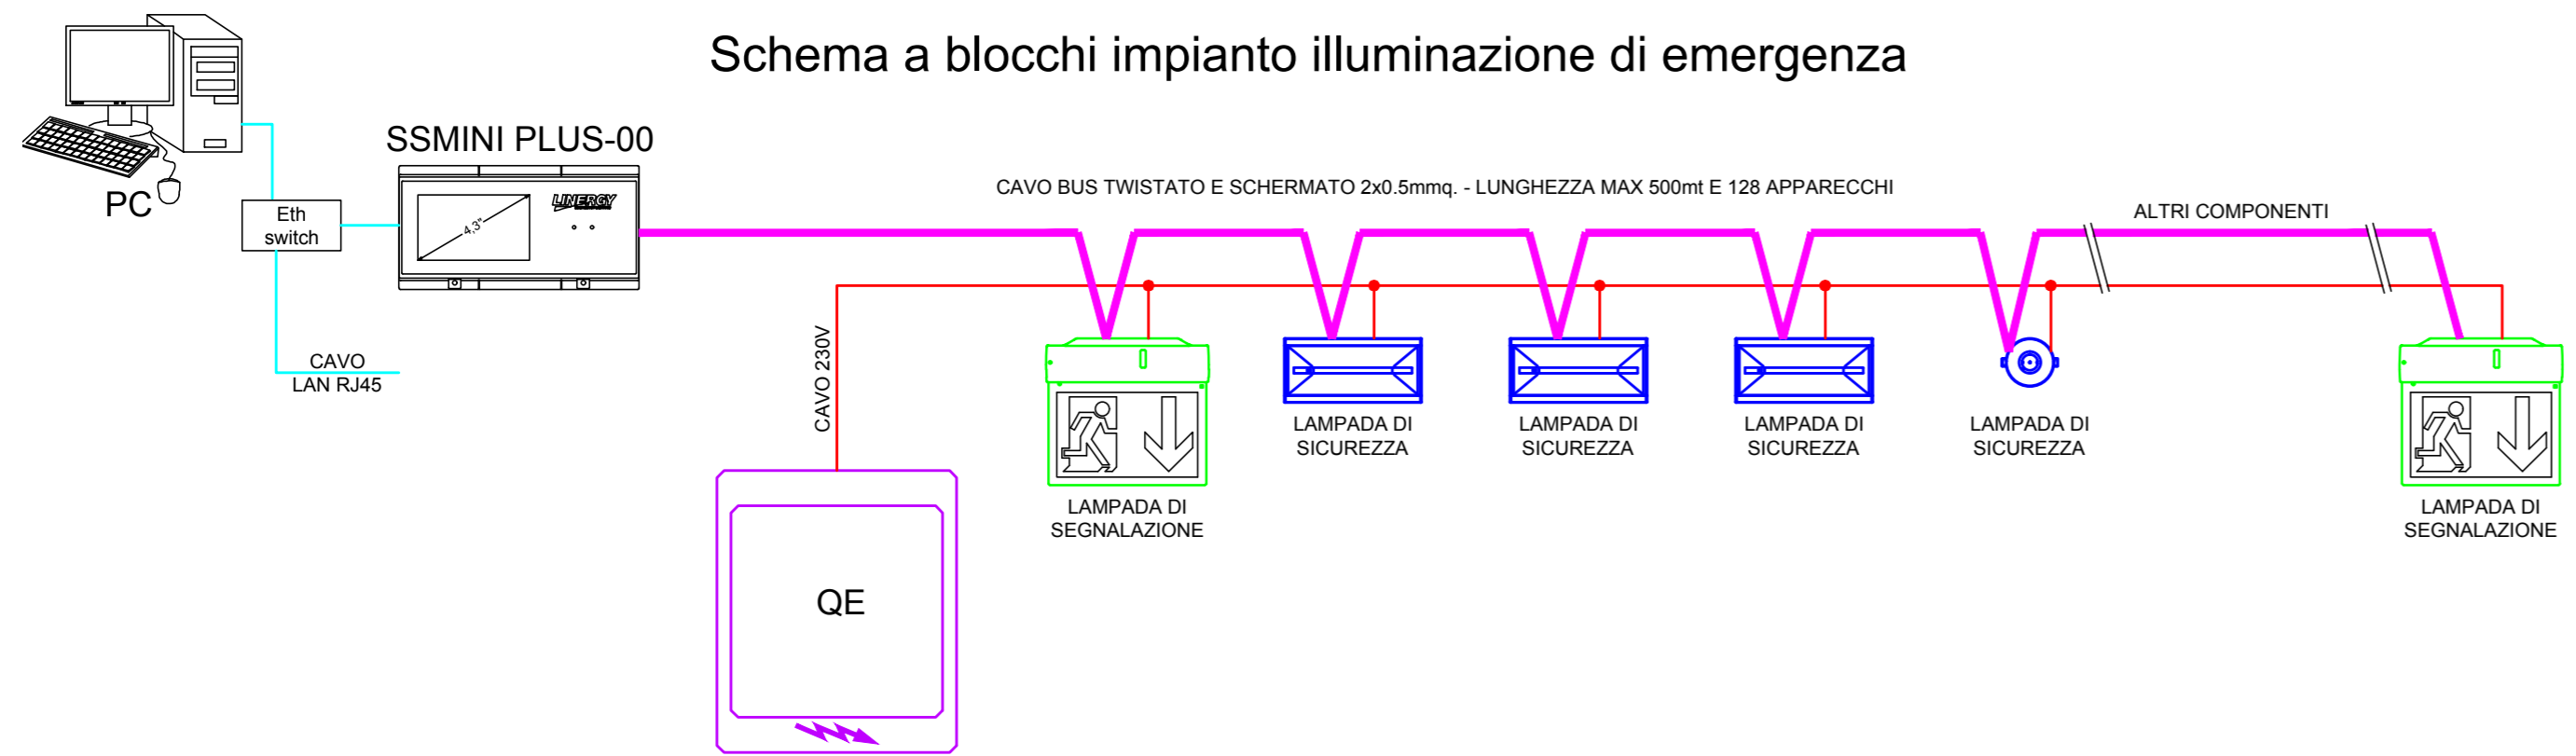 Schema a blocchi impianto illuminazione di emergenza
SSMINI PLUS-00
PC
LINERGY
4,3"
Eth
switch
CAVO BUS TWISTATO E SCHERMATO 2x0.5mmq. - LUNGHEZZA MAX 500mt E 128 APPARECCHI
ALTRI COMPONENTI
CAVO
LAN RJ45
CAVO 230V
LAMPADA DI
SEGNALAZIONE
LAMPADA DI
SICUREZZA
LAMPADA DI
SICUREZZA
LAMPADA DI
SICUREZZA
LAMPADA DI
SICUREZZA
LAMPADA DI
SEGNALAZIONE
QE